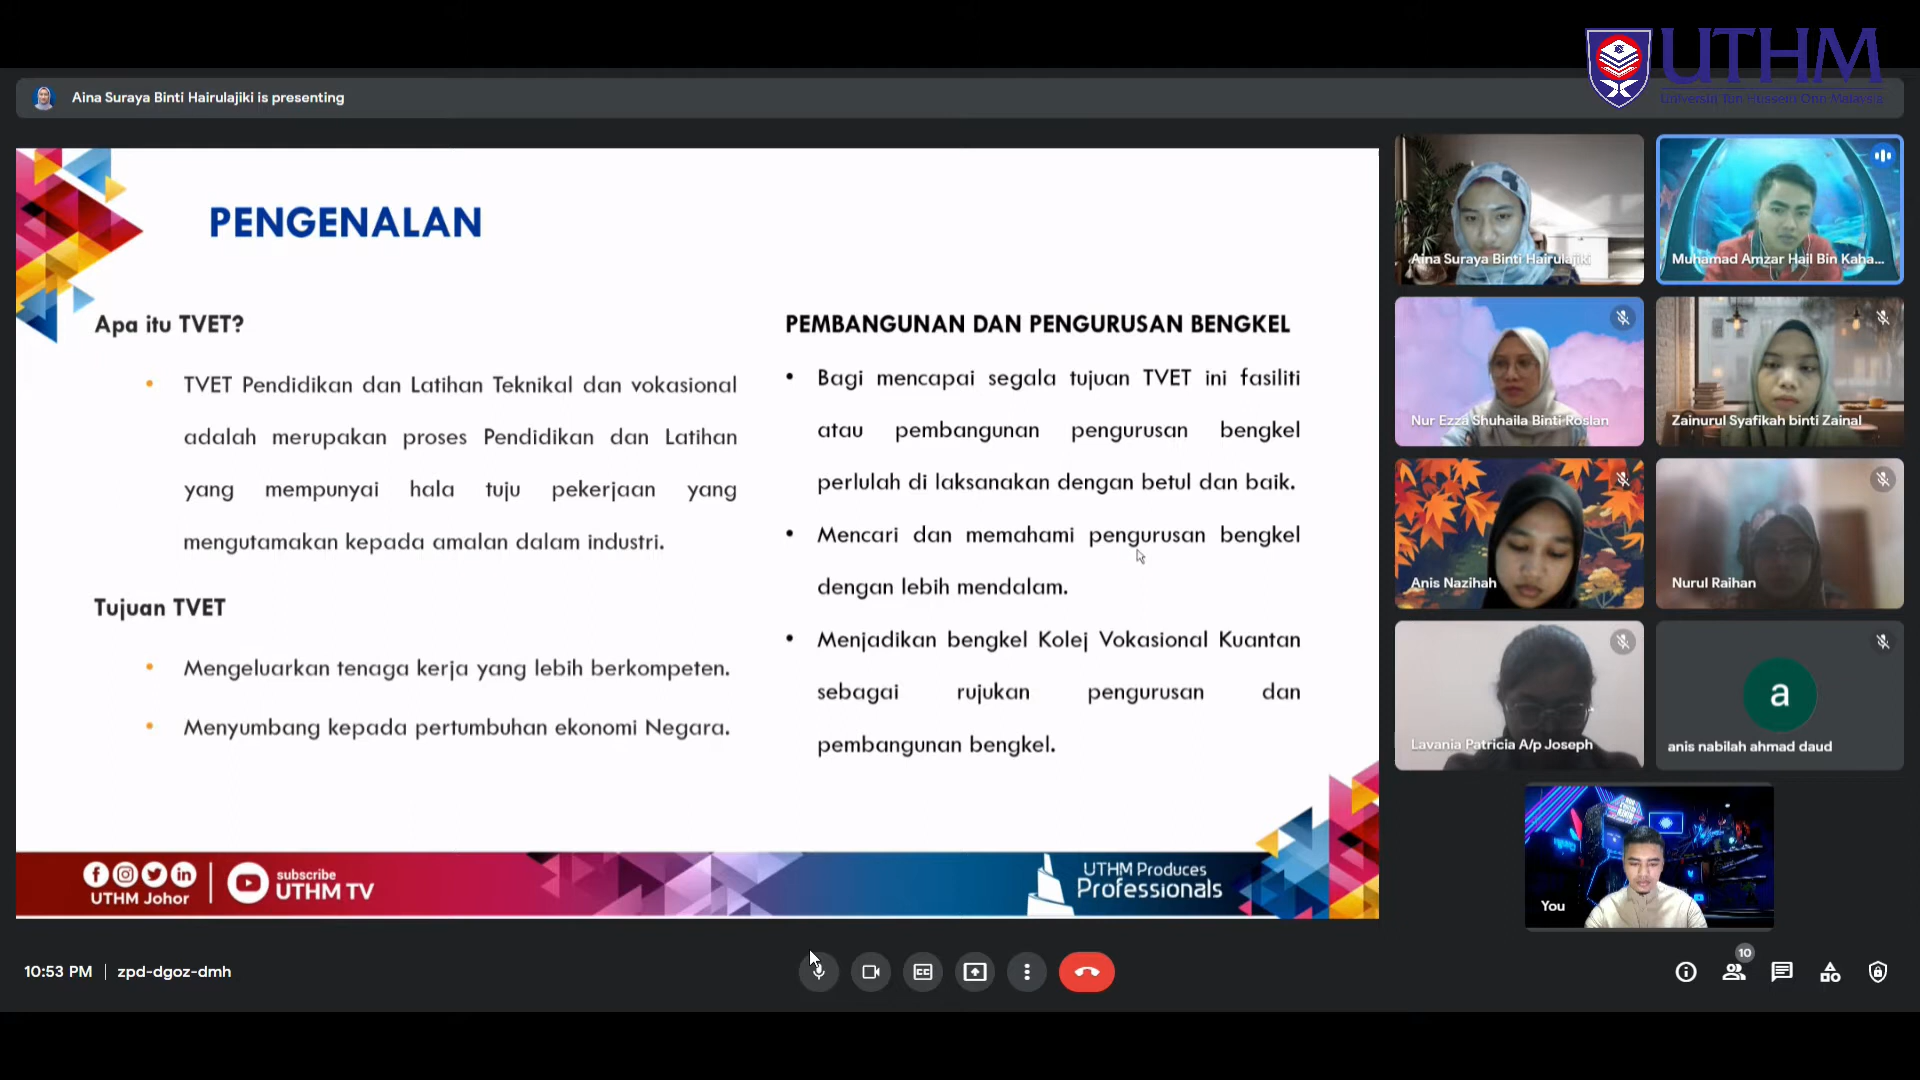 UTHM
Universiti Tun Hussein Onn Malaysia
Aina Suraya Binti Hairulajiki is presenting
PENGENALAN
Apa itu TVET?
• TVET Pendidikan dan Latihan Teknikal dan vokasional
adalah merupakan proses Pendidikan dan Latihan
yang mempunyai hala tuju pekerjaan yang
mengutamakan kepada amalan dalam industri.
Tujuan TVET
• Mengeluarkan tenaga kerja yang lebih berkompeten.
• Menyumbang kepada pertumbuhan ekonomi Negara.
PEMBANGUNAN DAN PENGURUSAN BENGKEL
• Bagi mencapai segala tujuan TVET ini fasiliti
atau pembangunan pengurusan bengkel
perlulah di laksanakan dengan betul dan baik.
• Mencari dan memahami pengurusan bengkel
dengan lebih mendalam.
• Menjadikan bengkel Kolej Vokasional Kuantan
sebagai rujukan pengurusan dan
pembangunan bengkel.
UTHM Johor
subscribe
UTHM TV
UTHM Produces
Professionals
Aina Suraya Binti Hairulajiki
Muhamad Amzar Hail Bin Kaha...
Nur Ezza Shuhaila Binti Roslan
Zainurul Syafikah binti Zainal
Anis Nazihah
Nurul Raihan
Lavania Patricia A/p Joseph
a
anis nabilah ahmad daud
You
10:53 PM | zpd-dgoz-dmh
10